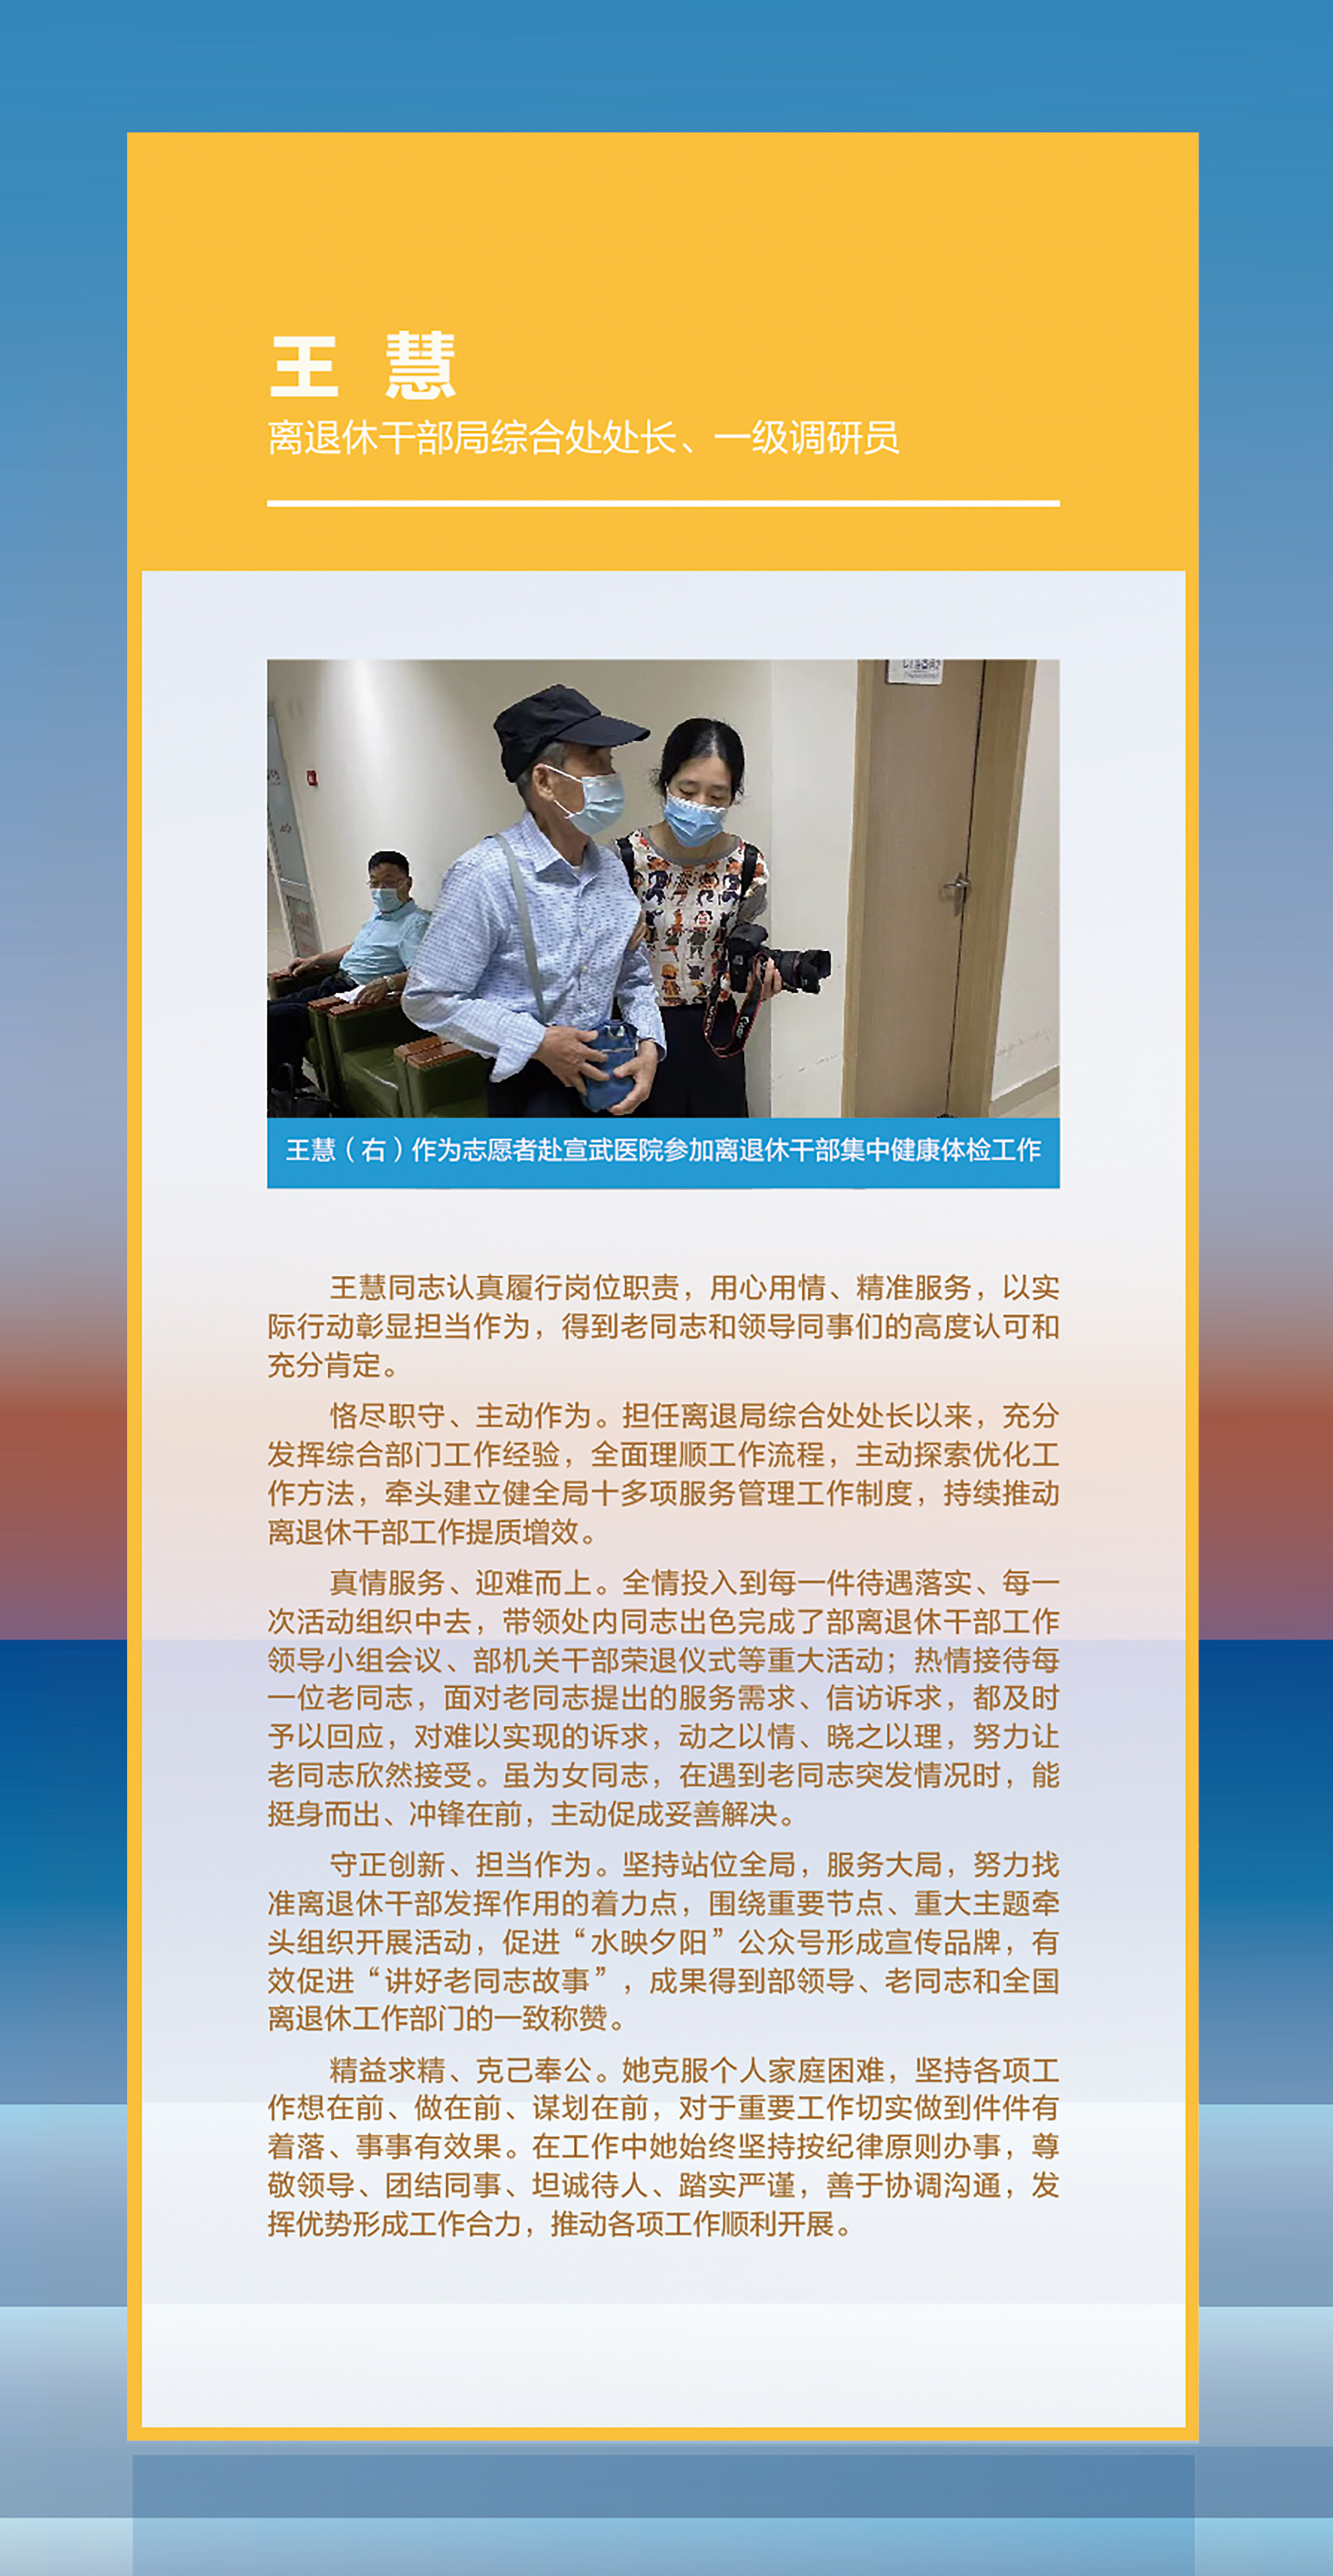 王 慧
离退休干部局综合处处长、一级调研员
王慧（右）作为志愿者赴宣武医院参加离退休干部集中健康体检工作
王慧同志认真履行岗位职责，用心用情、精准服务，以实
际行动彰显担当作为，得到老同志和领导同事们的高度认可和
充分肯定。
恪尽职守、主动作为。担任离退局综合处处长以来，充分
发挥综合部门工作经验，全面理顺工作流程，主动探索优化工
作方法，牵头建立健全局十多项服务管理工作制度，持续推动
离退休干部工作提质增效。
真情服务、迎难而上。全情投入到每一件待遇落实、每一
次活动组织中去，带领处内同志出色完成了部离退休干部工作
领导小组会议、部机关干部荣退仪式等重大活动；热情接待每
一位老同志，面对老同志提出的服务需求、信访诉求，都及时
予以回应，对难以实现的诉求，动之以情、晓之以理，努力让
老同志欣然接受。虽为女同志，在遇到老同志突发情况时，能
挺身而出、冲锋在前，主动促成妥善解决。
守正创新、担当作为。坚持站位全局，服务大局，努力找
准离退休干部发挥作用的着力点，围绕重要节点、重大主题牵
头组织开展活动，促进“水映夕阳”公众号形成宣传品牌，有
效促进“讲好老同志故事”，成果得到部领导、老同志和全国
离退休工作部门的一致称赞。
精益求精、克己奉公。她克服个人家庭困难，坚持各项工
作想在前、做在前、谋划在前，对于重要工作切实做到件件有
着落、事事有效果。在工作中她始终坚持按纪律原则办事，尊
敬领导、团结同事、坦诚待人、踏实严谨，善于协调沟通，发
挥优势形成工作合力，推动各项工作顺利开展。